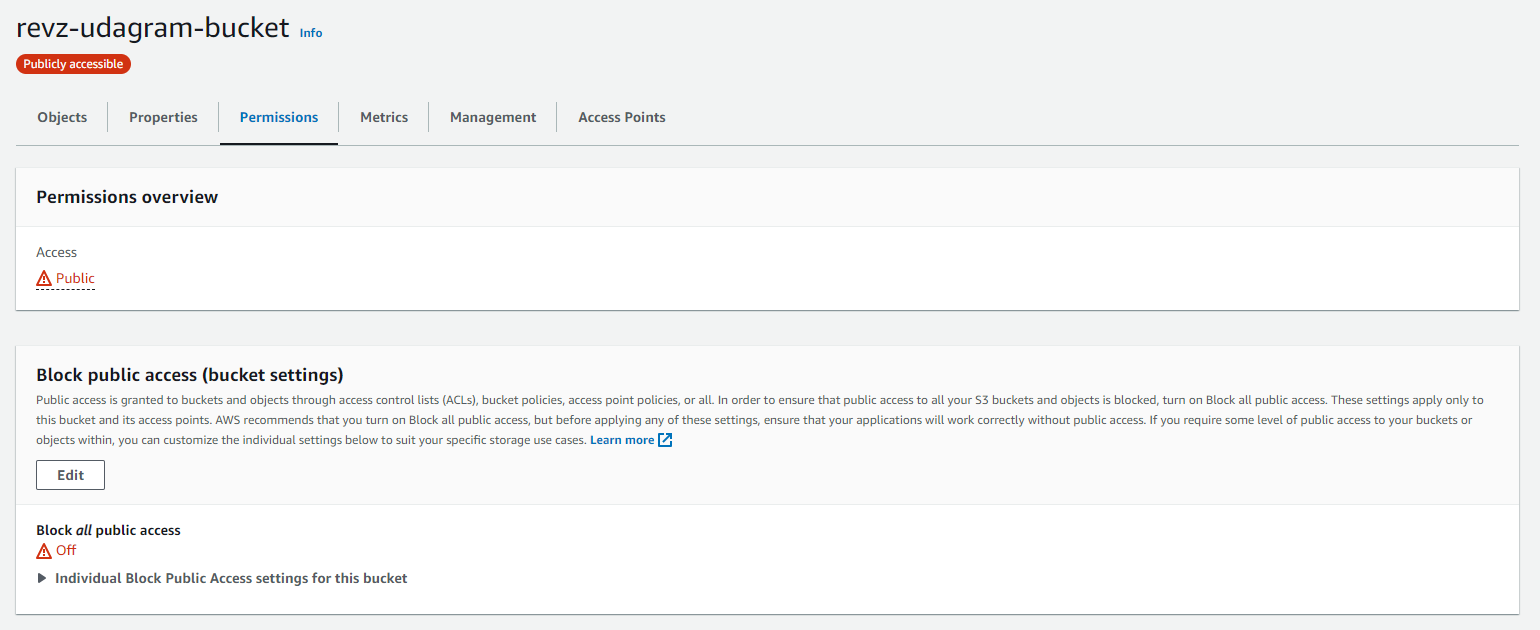 revz-udagram-bucket Info
Publicly accessible
Objects Properties Permissions Metrics Management Access Points
Permissions overview
Access
Public
Block public access (bucket settings)
Public access is granted to buckets and objects through access control lists (ACLs), bucket policies, access point policies, or all. In order to ensure that public access to all your S3 buckets and objects is blocked, turn on Block all public access. These settings apply only to
this bucket and its access points. AWS recommends that you turn on Block all public access, but before applying any of these settings, ensure that your applications will work correctly without public access. If you require some level of public access to your buckets or
objects within, you can customize the individual settings below to suit your specific storage use cases. Learn more
Edit
Block all public access
Off
Individual Block Public Access settings for this bucket